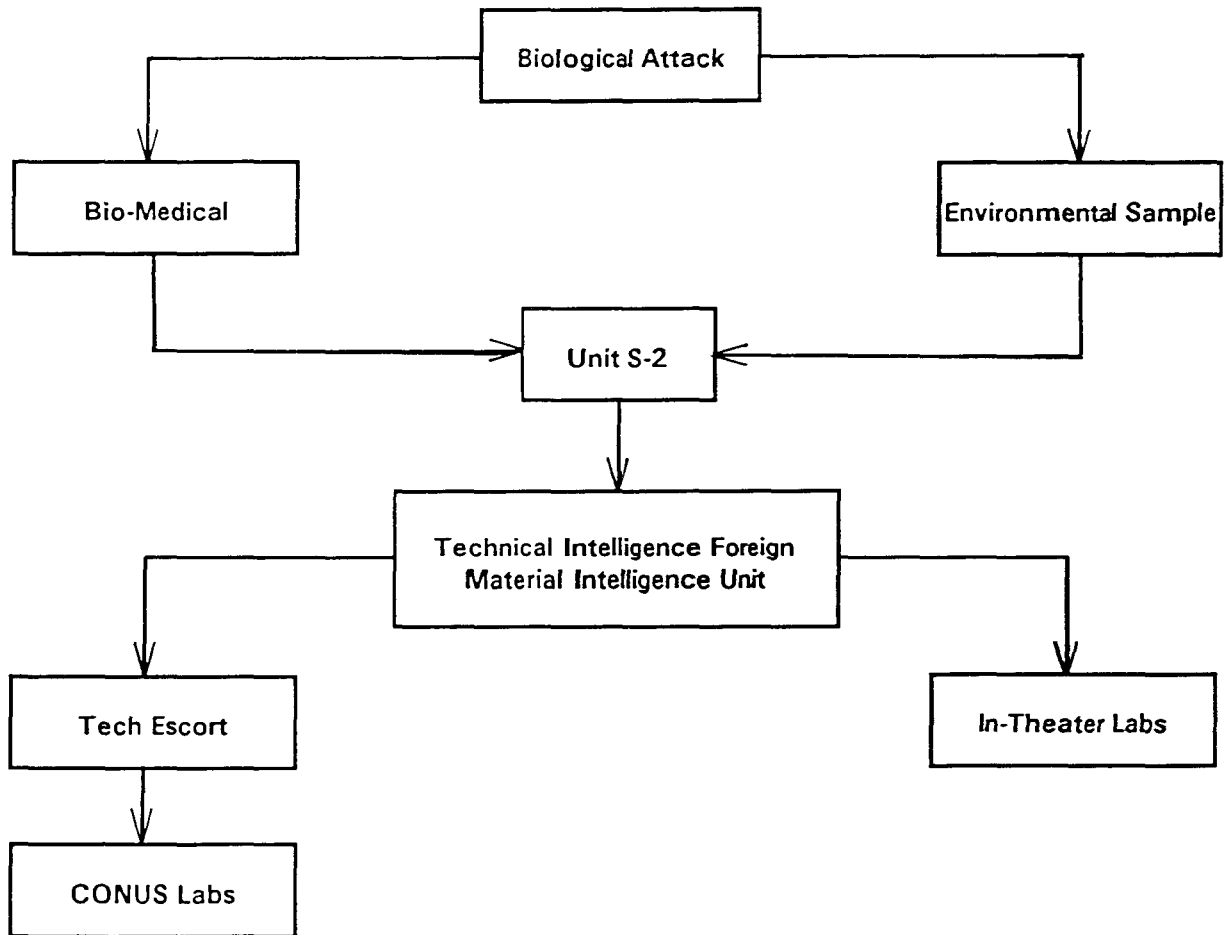 Biological Attack
Bio-Medical
Environmental Sample
Unit S-2
Technical Intelligence Foreign
Material Intelligence Unit
Tech Escort
In-Theater Labs
CONUS Labs